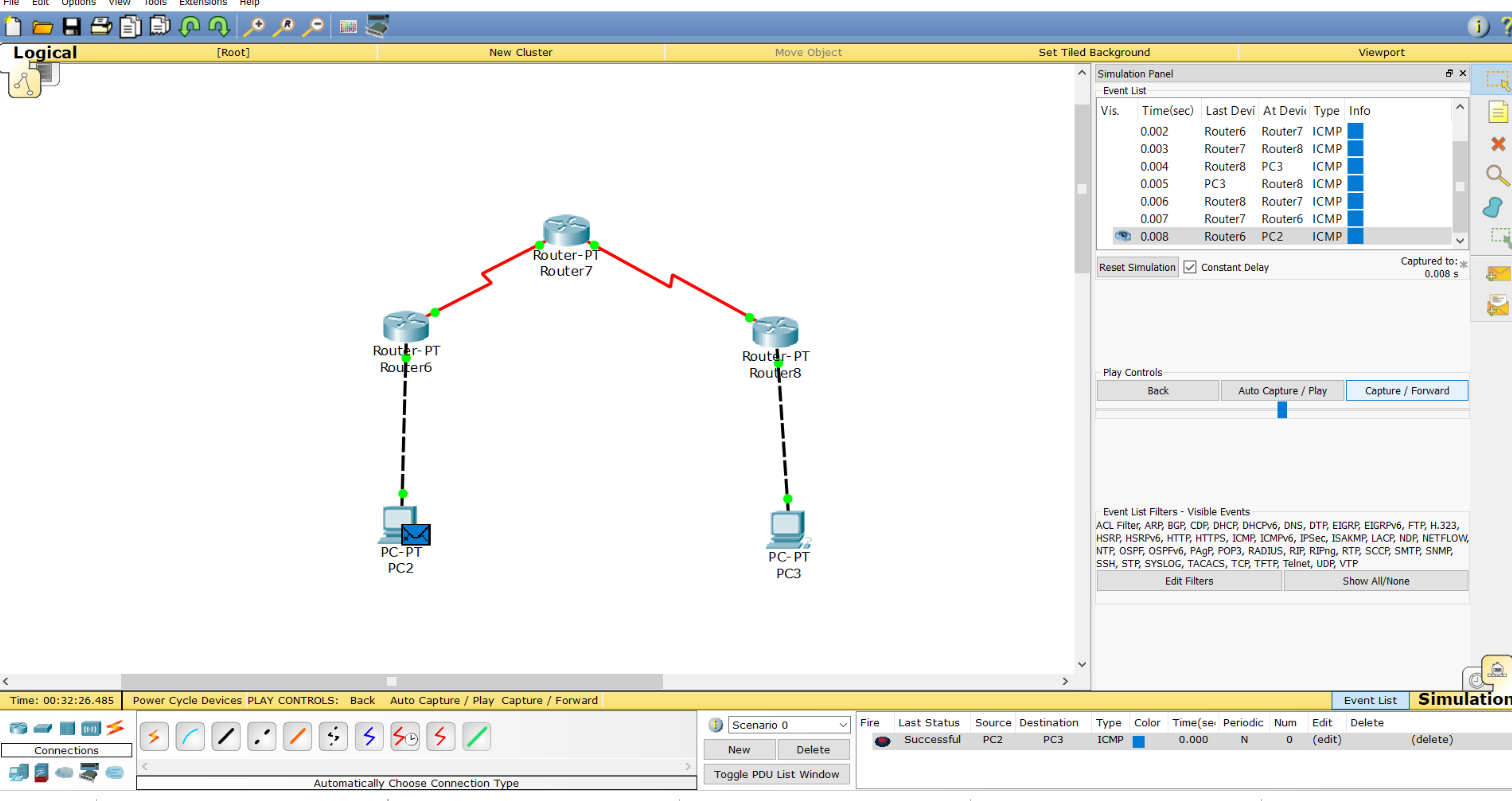 File Edit Options View Tools Extensions Help
Logical [Root] New Cluster Move Object Set Tiled Background Viewport
Simulation Panel
Event List
Vis. Time(sec) Last Devi At Devic Type Info
0.002 Router6 Router7 ICMP
0.003 Router7 Router8 ICMP
0.004 Router8 PC3 ICMP
0.005 PC3 Router8 ICMP
0.006 Router8 Router7 ICMP
0.007 Router7 Router6 ICMP
0.008 Router6 PC2 ICMP
Reset Simulation Constant Delay Captured to:
0.008 s
Router-PT
Router7
Router-PT
Router6
Router-PT
Router8
PC-PT
PC2
PC-PT
PC3
Play Controls
Back Auto Capture / Play Capture / Forward
Event List Filters - Visible Events
ACL Filter, ARP, BGP, CDP, DHCP, DHCPv6, DNS, DTP, EIGRP, EIGRPv6, FTP, H.323,
HSRP, HSRPv6, HTTP, HTTPS, ICMP, ICMPv6, IPSec, ISAKMP, LACP, NDP, NETFLOW,
NTP, OSPF, OSPFv6, PAgP, POP3, RADIUS, RIP, RIPng, RTP, SCCP, SMTP, SNMP,
SSH, STP, SYSLOG, TACACS, TCP, TFTP, Telnet, UDP, VTP
Edit Filters Show All/None
Time: 00:32:26.485 Power Cycle Devices PLAY CONTROLS: Back Auto Capture / Play Capture / Forward Event List Simulation
Connections
Automatically Choose Connection Type
Scenario 0
New Delete
Toggle PDU List Window
Fire Last Status Source Destination Type Color Time(sec Periodic Num Edit Delete
Successful PC2 PC3 ICMP 0.000 N 0 (edit) (delete)